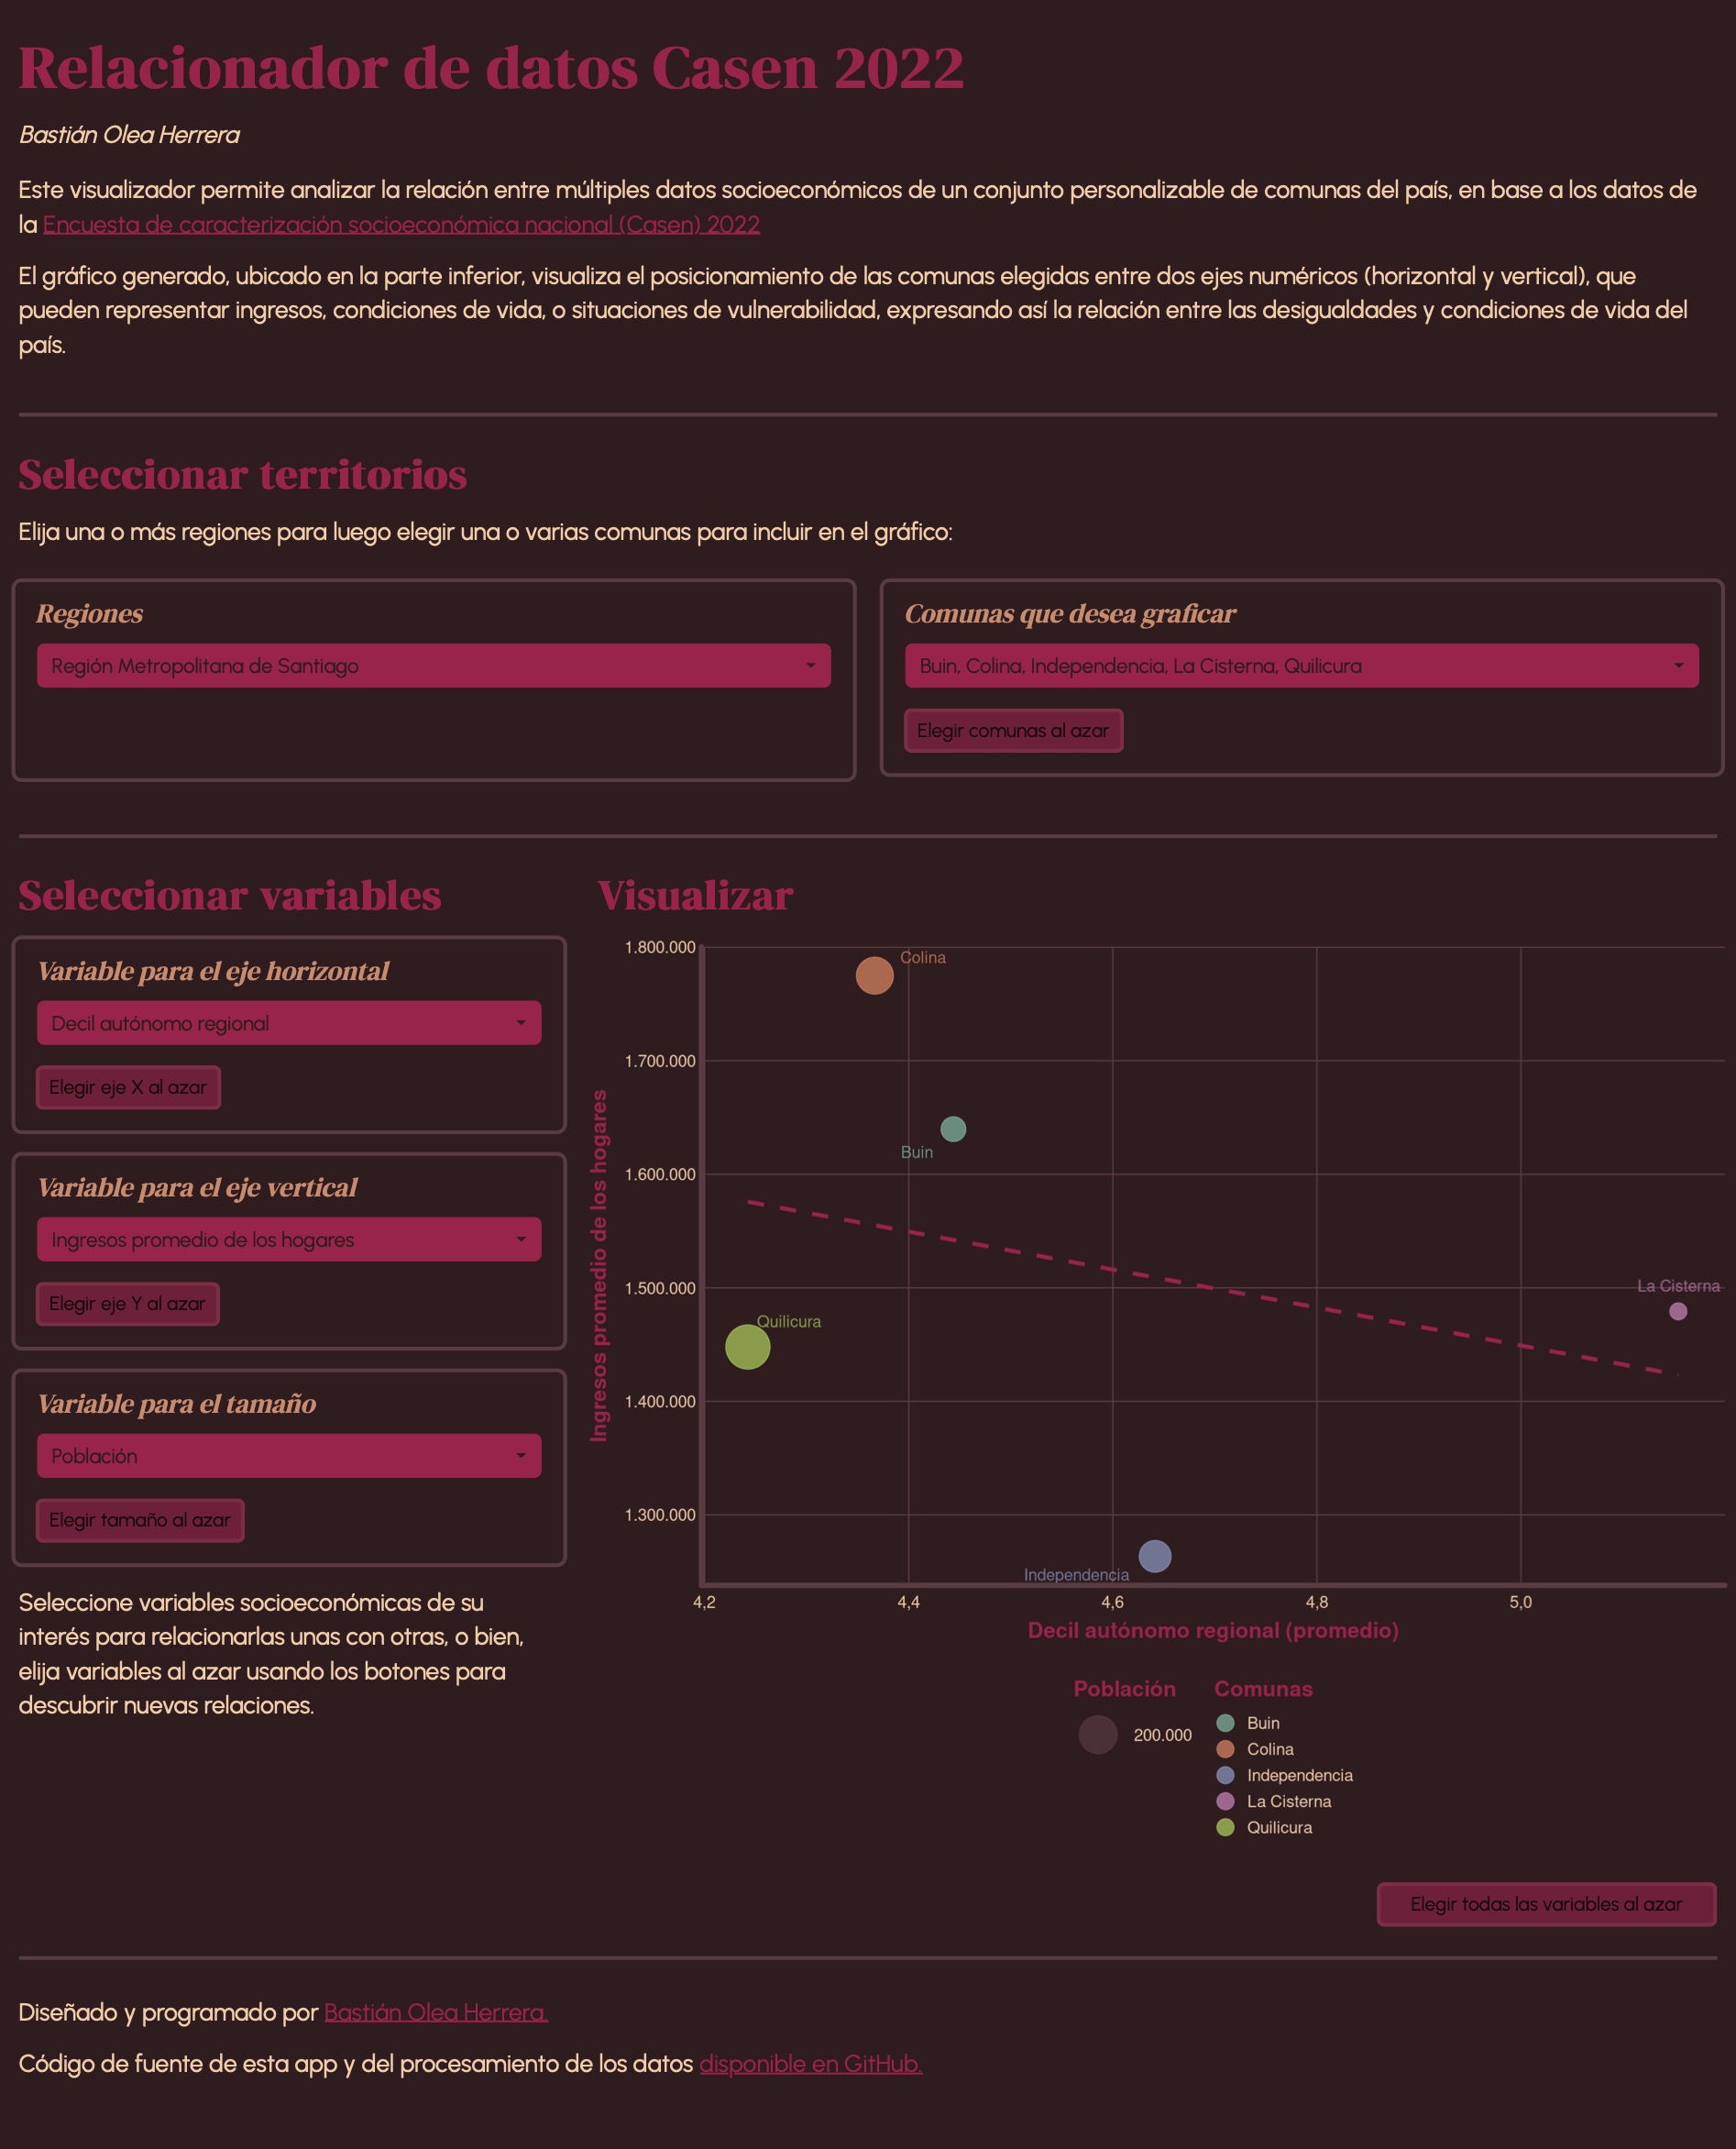 Relacionador de datos Casen 2022
Bastián Olea Herrera
Este visualizador permite analizar la relación entre múltiples datos socioeconómicos de un conjunto personalizable de comunas del país, en base a los datos de
la Encuesta de caracterización socioeconómica nacional (Casen) 2022
El gráfico generado, ubicado en la parte inferior, visualiza el posicionamiento de las comunas elegidas entre dos ejes numéricos (horizontal y vertical), que
pueden representar ingresos, condiciones de vida, o situaciones de vulnerabilidad, expresando así la relación entre las desigualdades y condiciones de vida del
país.
Seleccionar territorios
Elija una o más regiones para luego elegir una o varias comunas para incluir en el gráfico:
Regiones
Región Metropolitana de Santiago
Comunas que desea graficar
Buin, Colina, Independencia, La Cisterna, Quilicura
Elegir comunas al azar
Seleccionar variables
Variable para el eje horizontal
Decil autónomo regional
Elegir eje X al azar
Variable para el eje vertical
Ingresos promedio de los hogares
Elegir eje Y al azar
Variable para el tamaño
Población
Elegir tamaño al azar
Seleccione variables socioeconómicas de su
interés para relacionarlas unas con otras, o bien,
elija variables al azar usando los botones para
descubrir nuevas relaciones.
Visualizar
Ingresos promedio de los hogares
1.800.000
1.700.000
1.600.000
1.500.000
1.400.000
1.300.000
Colina
Buin
La Cisterna
Quilicura
Independencia
4,2
4,4
4,6
4,8
5,0
Decil autónomo regional (promedio)
Población
200.000
Comunas
Buin
Colina
Independencia
La Cisterna
Quilicura
Elegir todas las variables al azar
Diseñado y programado por Bastián Olea Herrera.
Código de fuente de esta app y del procesamiento de los datos disponible en GitHub.